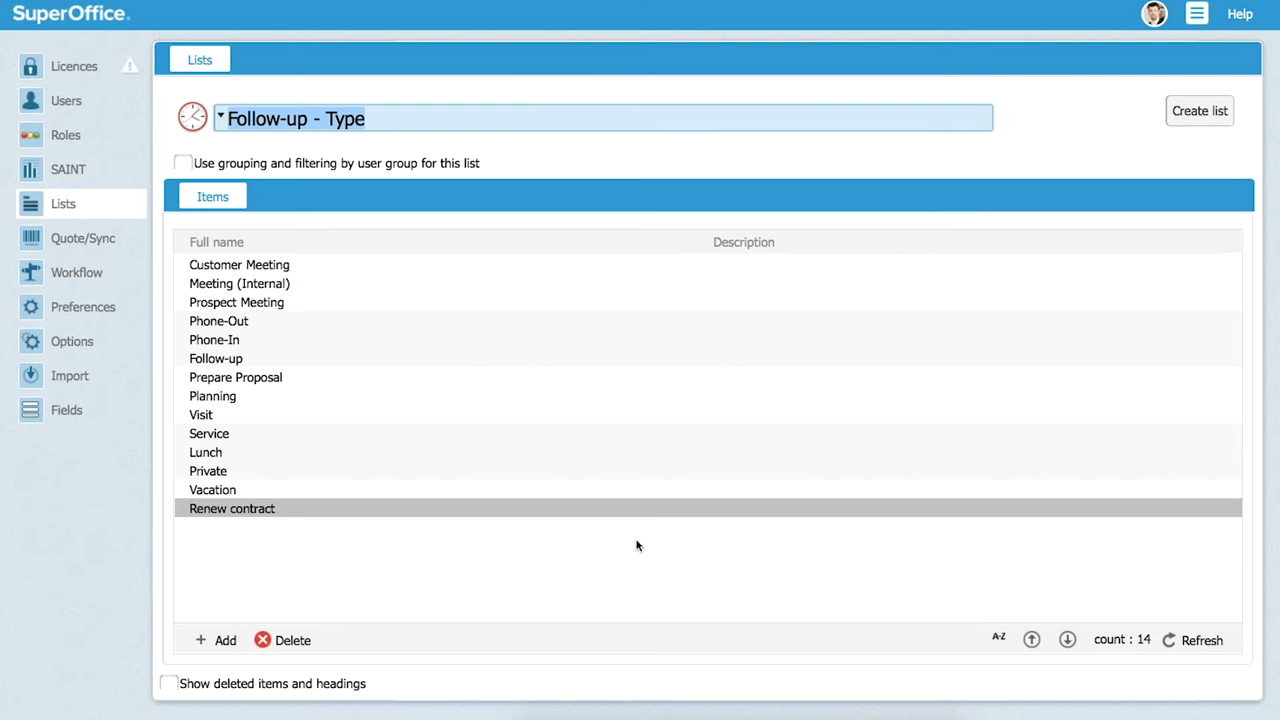 SuperOffice.
Help
Licences
Users
Roles
SAINT
Lists
Quote/Sync
Workflow
Preferences
Options
Import
Fields
Lists
Follow-up - Type
Create list
Use grouping and filtering by user group for this list
Items
Full name Description
Customer Meeting
Meeting (Internal)
Prospect Meeting
Phone-Out
Phone-In
Follow-up
Prepare Proposal
Planning
Visit
Service
Lunch
Private
Vacation
Renew contract
+ Add Delete A-Z count : 14 Refresh
Show deleted items and headings